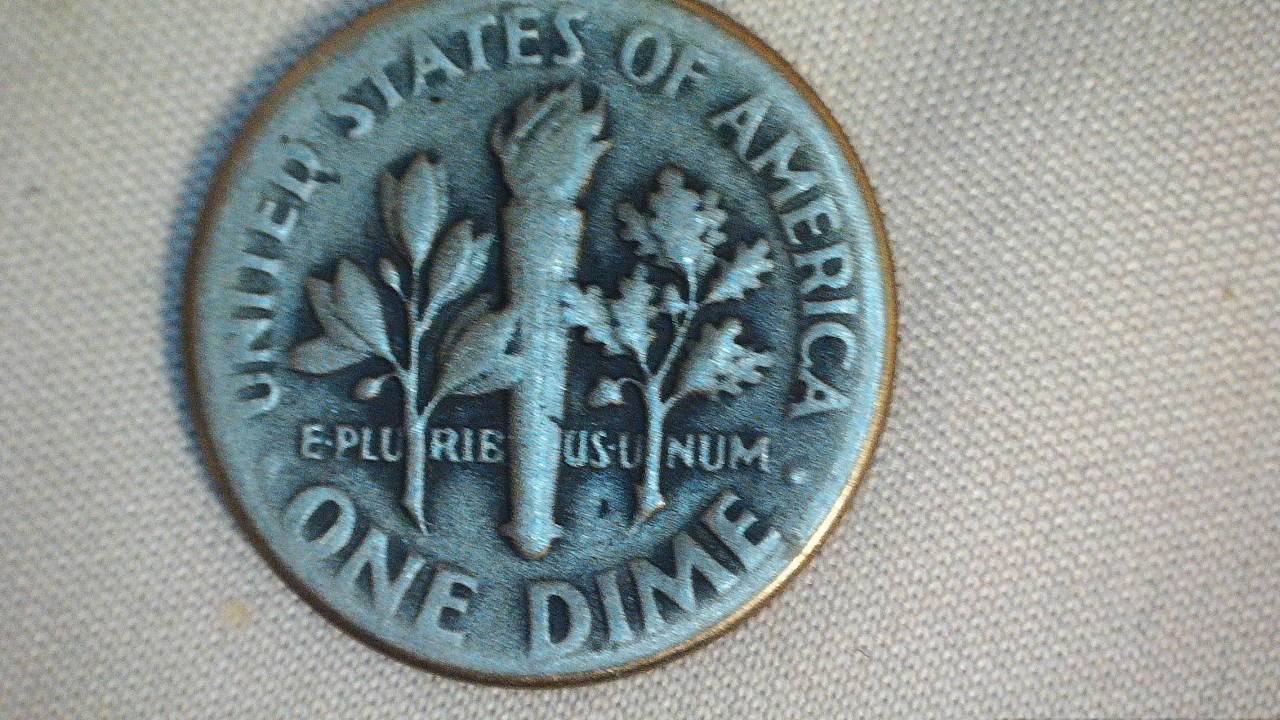 UNITED STATES OF AMERICA
E·PLURIBUS·UNUM
ONE DIME